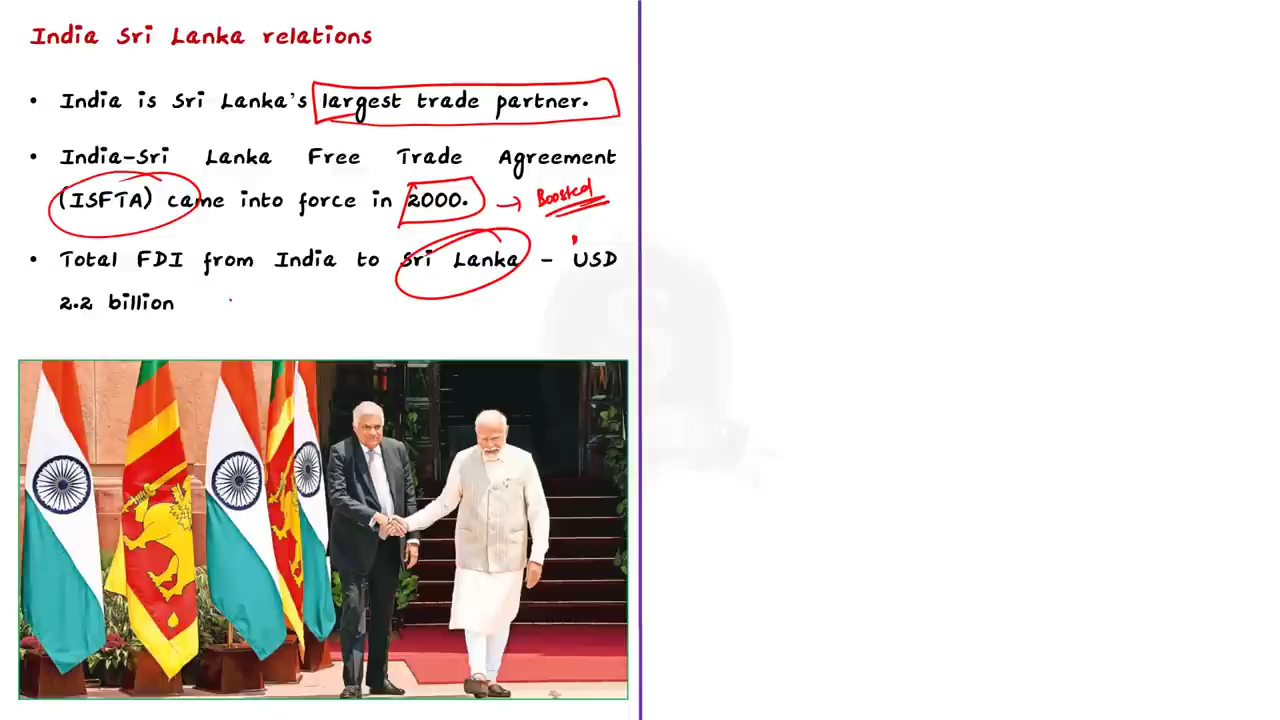 India Sri Lanka relations
• India is Sri Lanka's largest trade partner.
• India-Sri Lanka Free Trade Agreement
(ISFTA) came into force in 2000. → Boosted
• Total FDI from India to Sri Lanka - USD
2.2 billion